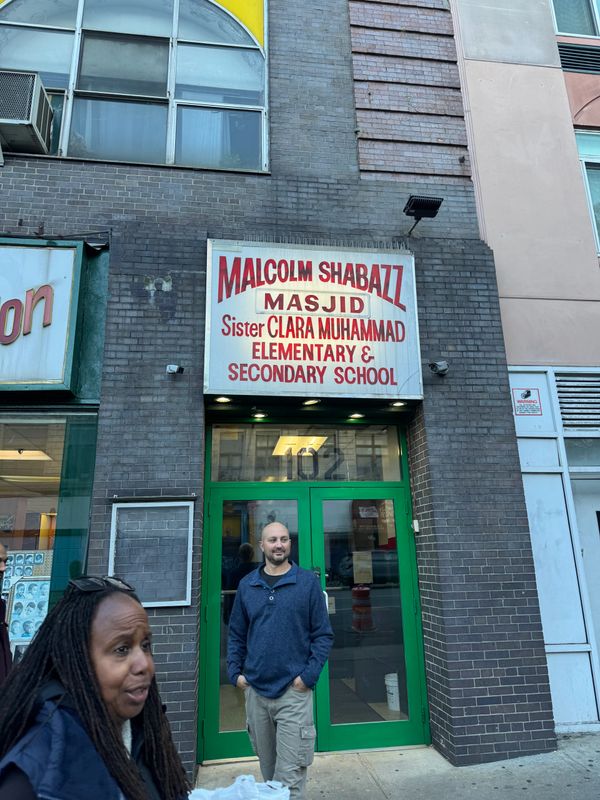 MALCOLM SHABAZZ
MASJID
Sister CLARA MUHAMMAD
ELEMENTARY &
SECONDARY SCHOOL
on
102
WARNING